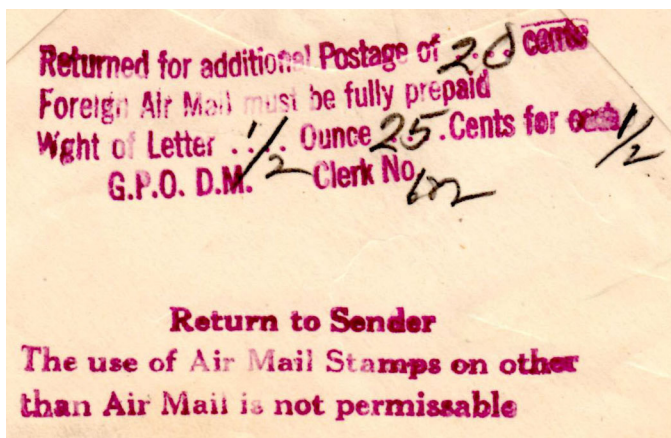 Returned for additional Postage of 20 cents
Foreign Air Mail must be fully prepaid
Wght of Letter .1/2.. Ounce 25 . Cents for each 1/2
G.P.O. D.M. Clerk No.
Return to Sender
The use of Air Mail Stamps on other
than Air Mail is not permissable